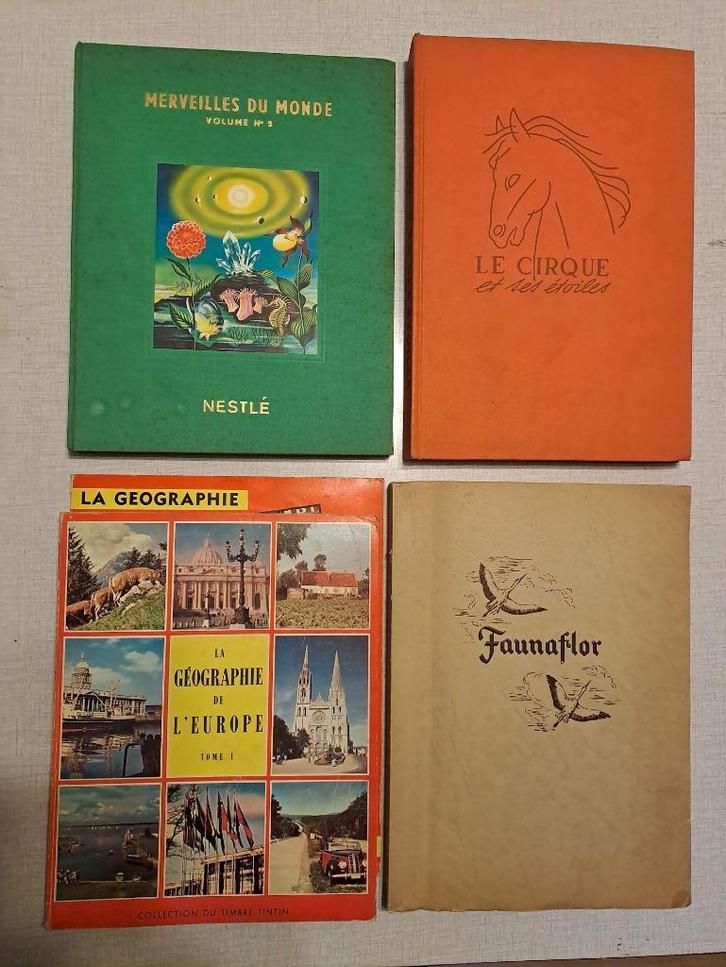 MERVEILLES DU MONDE
VOLUME Nº 5
NESTLÉ
LE CIRQUE
et ses étoiles
LA GEOGRAPHIE
LA
GÉOGRAPHIE
DE
L'EUROPE
TOME I
COLLECTION DU TIMBRE TINTIN
Faunaflor